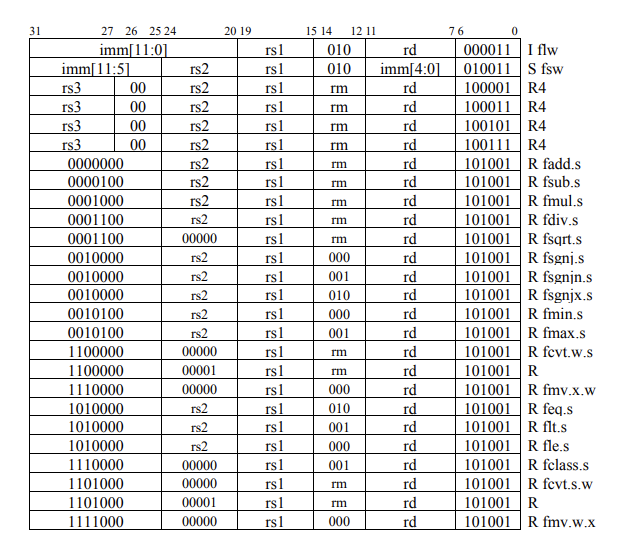 31 27 26 25 24 20 19 15 14 12 11 7 6 0
imm[11:0] rs1 010 rd 000011 I flw
imm[11:5] rs2 rs1 010 imm[4:0] 010011 S fsw
rs3 00 rs2 rs1 rm rd 100001 R4
rs3 00 rs2 rs1 rm rd 100011 R4
rs3 00 rs2 rs1 rm rd 100101 R4
rs3 00 rs2 rs1 rm rd 100111 R4
0000000 rs2 rs1 rm rd 101001 R fadd.s
0000100 rs2 rs1 rm rd 101001 R fsub.s
0001000 rs2 rs1 rm rd 101001 R fmul.s
0001100 rs2 rs1 rm rd 101001 R fdiv.s
0001100 00000 rs1 rm rd 101001 R fsqrt.s
0010000 rs2 rs1 000 rd 101001 R fsgnj.s
0010000 rs2 rs1 001 rd 101001 R fsgnjn.s
0010000 rs2 rs1 010 rd 101001 R fsgnjx.s
0010100 rs2 rs1 000 rd 101001 R fmin.s
0010100 rs2 rs1 001 rd 101001 R fmax.s
1100000 00000 rs1 rm rd 101001 R fcvt.w.s
1100000 00001 rs1 rm rd 101001 R
1110000 00000 rs1 000 rd 101001 R fmv.x.w
1010000 rs2 rs1 010 rd 101001 R feq.s
1010000 rs2 rs1 001 rd 101001 R flt.s
1010000 rs2 rs1 000 rd 101001 R fle.s
1110000 00000 rs1 001 rd 101001 R fclass.s
1101000 00000 rs1 rm rd 101001 R fcvt.s.w
1101000 00001 rs1 rm rd 101001 R
1111000 00000 rs1 000 rd 101001 R fmv.w.x